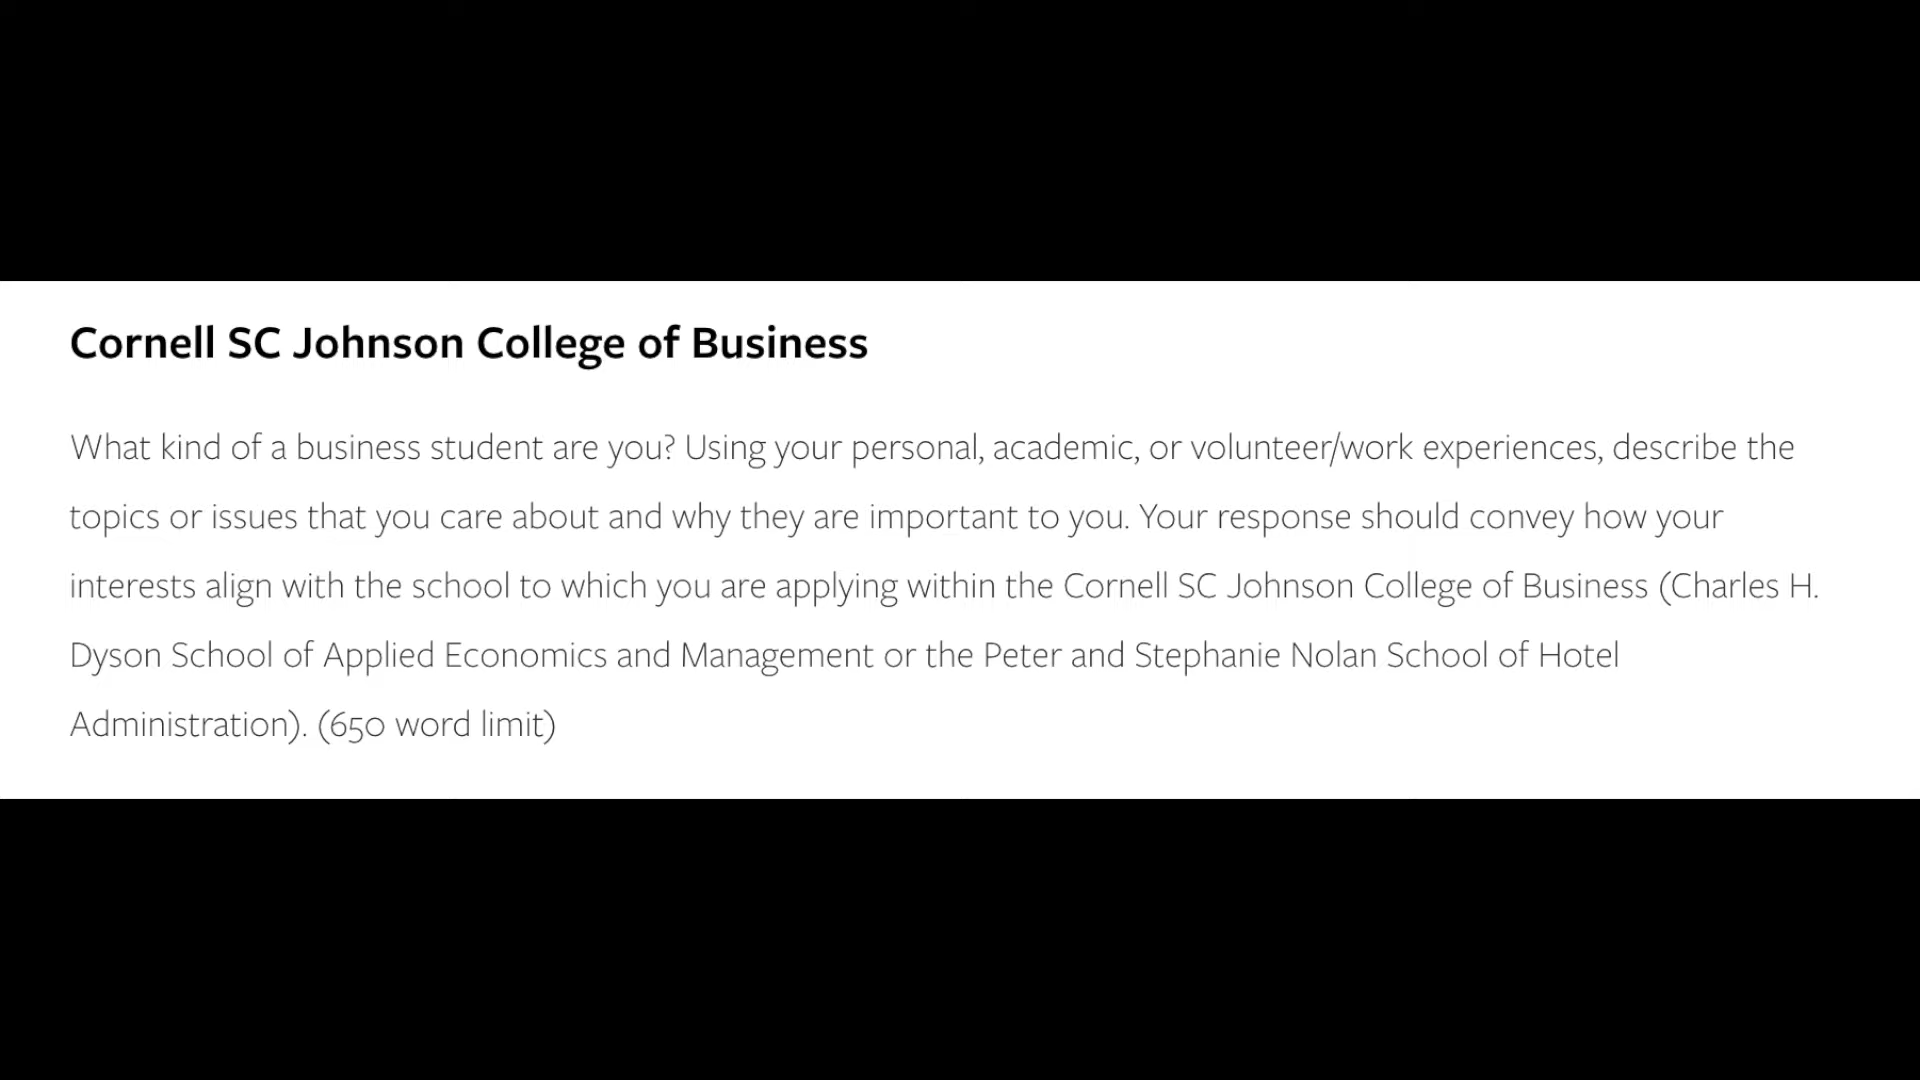 Cornell SC Johnson College of Business
What kind of a business student are you? Using your personal, academic, or volunteer/work experiences, describe the
topics or issues that you care about and why they are important to you. Your response should convey how your
interests align with the school to which you are applying within the Cornell SC Johnson College of Business (Charles H.
Dyson School of Applied Economics and Management or the Peter and Stephanie Nolan School of Hotel
Administration). (650 word limit)